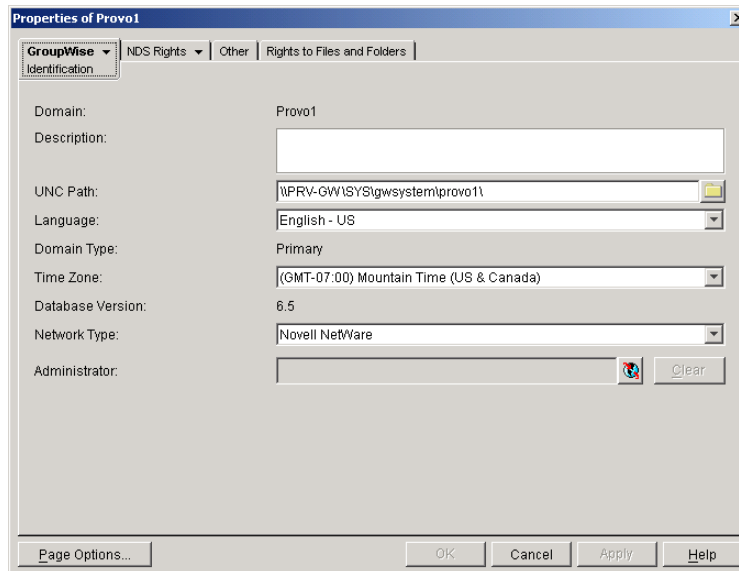 Properties of Provo1
GroupWise NDS Rights Other Rights to Files and Folders
Identification
Domain: Provo1
Description:
UNC Path: \\PRV-GW\SYS\gwsystem\provo1\
Language: English - US
Domain Type: Primary
Time Zone: (GMT-07:00) Mountain Time (US & Canada)
Database Version: 6.5
Network Type: Novell NetWare
Administrator: Clear
Page Options... OK Cancel Apply Help